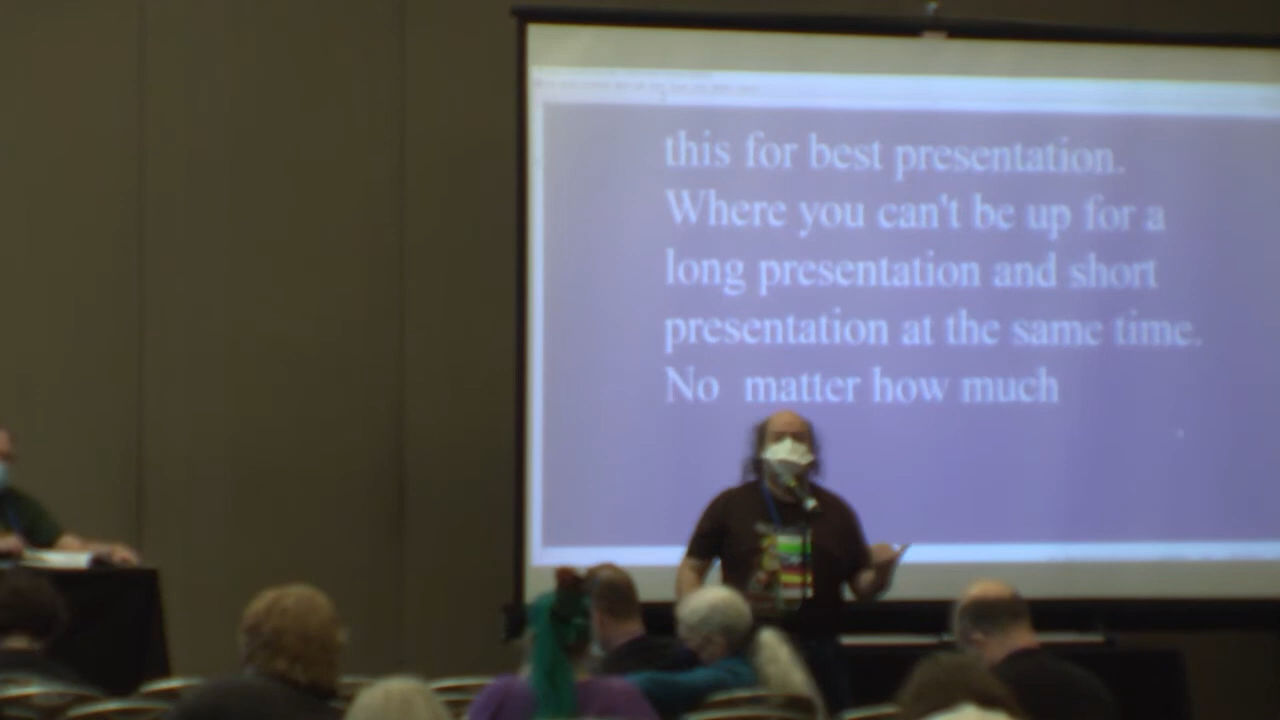 this for best presentation.
Where you can't be up for a
long presentation and short
presentation at the same time.
No matter how much